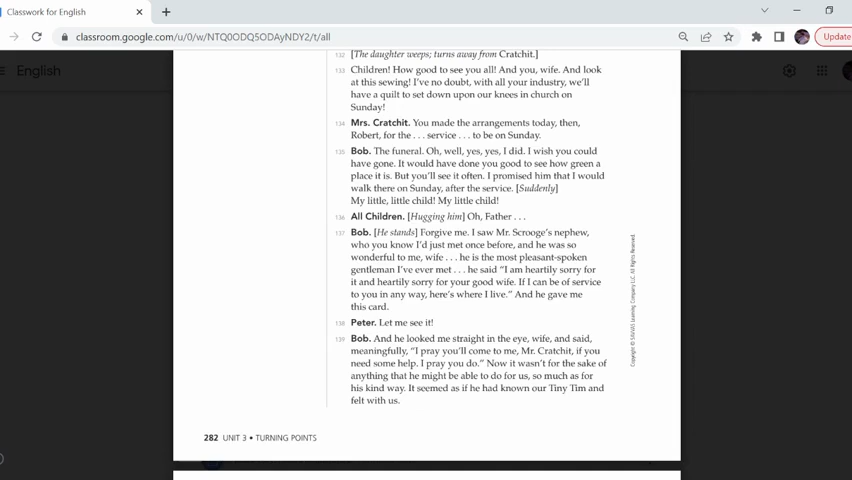 Classwork for English
classroom.google.com/u/0/w/NTQ0ODQ5ODAyNDY2/t/all
Update
English
132 [The daughter weeps; turns away from Cratchit.]
133 Children! How good to see you all! And you, wife. And look
at this sewing! I've no doubt, with all your industry, we'll
have a quilt to set down upon our knees in church on
Sunday!
134 Mrs. Cratchit. You made the arrangements today, then,
Robert, for the . . . service . . . to be on Sunday.
135 Bob. The funeral. Oh, well, yes, yes, I did. I wish you could
have gone. It would have done you good to see how green a
place it is. But you'll see it often. I promised him that I would
walk there on Sunday, after the service. [Suddenly]
My little, little child! My little child!
136 All Children. [Hugging him] Oh, Father . . .
137 Bob. [He stands] Forgive me. I saw Mr. Scrooge's nephew,
who you know I'd just met once before, and he was so
wonderful to me, wife . . . he is the most pleasant-spoken
gentleman I've ever met . . . he said "I am heartily sorry for
it and heartily sorry for your good wife. If I can be of service
to you in any way, here's where I live." And he gave me
this card.
138 Peter. Let me see it!
139 Bob. And he looked me straight in the eye, wife, and said,
meaningfully, "I pray you'll come to me, Mr. Cratchit, if you
need some help. I pray you do." Now it wasn't for the sake of
anything that he might be able to do for us, so much as for
his kind way. It seemed as if he had known our Tiny Tim and
felt with us.
Copyright © SAVVAS Learning Company LLC. All Rights Reserved.
282 UNIT 3 • TURNING POINTS